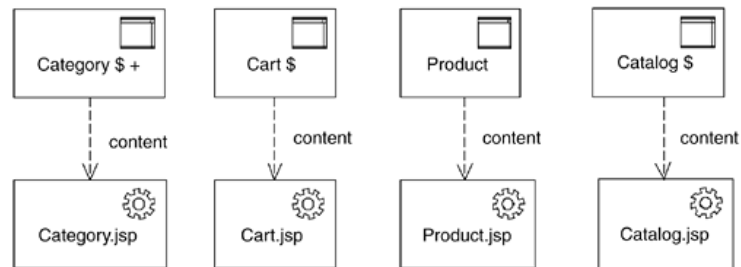 Category $ +
Cart $
Product
Catalog $
content
content
content
content
Category.jsp
Cart.jsp
Product.jsp
Catalog.jsp